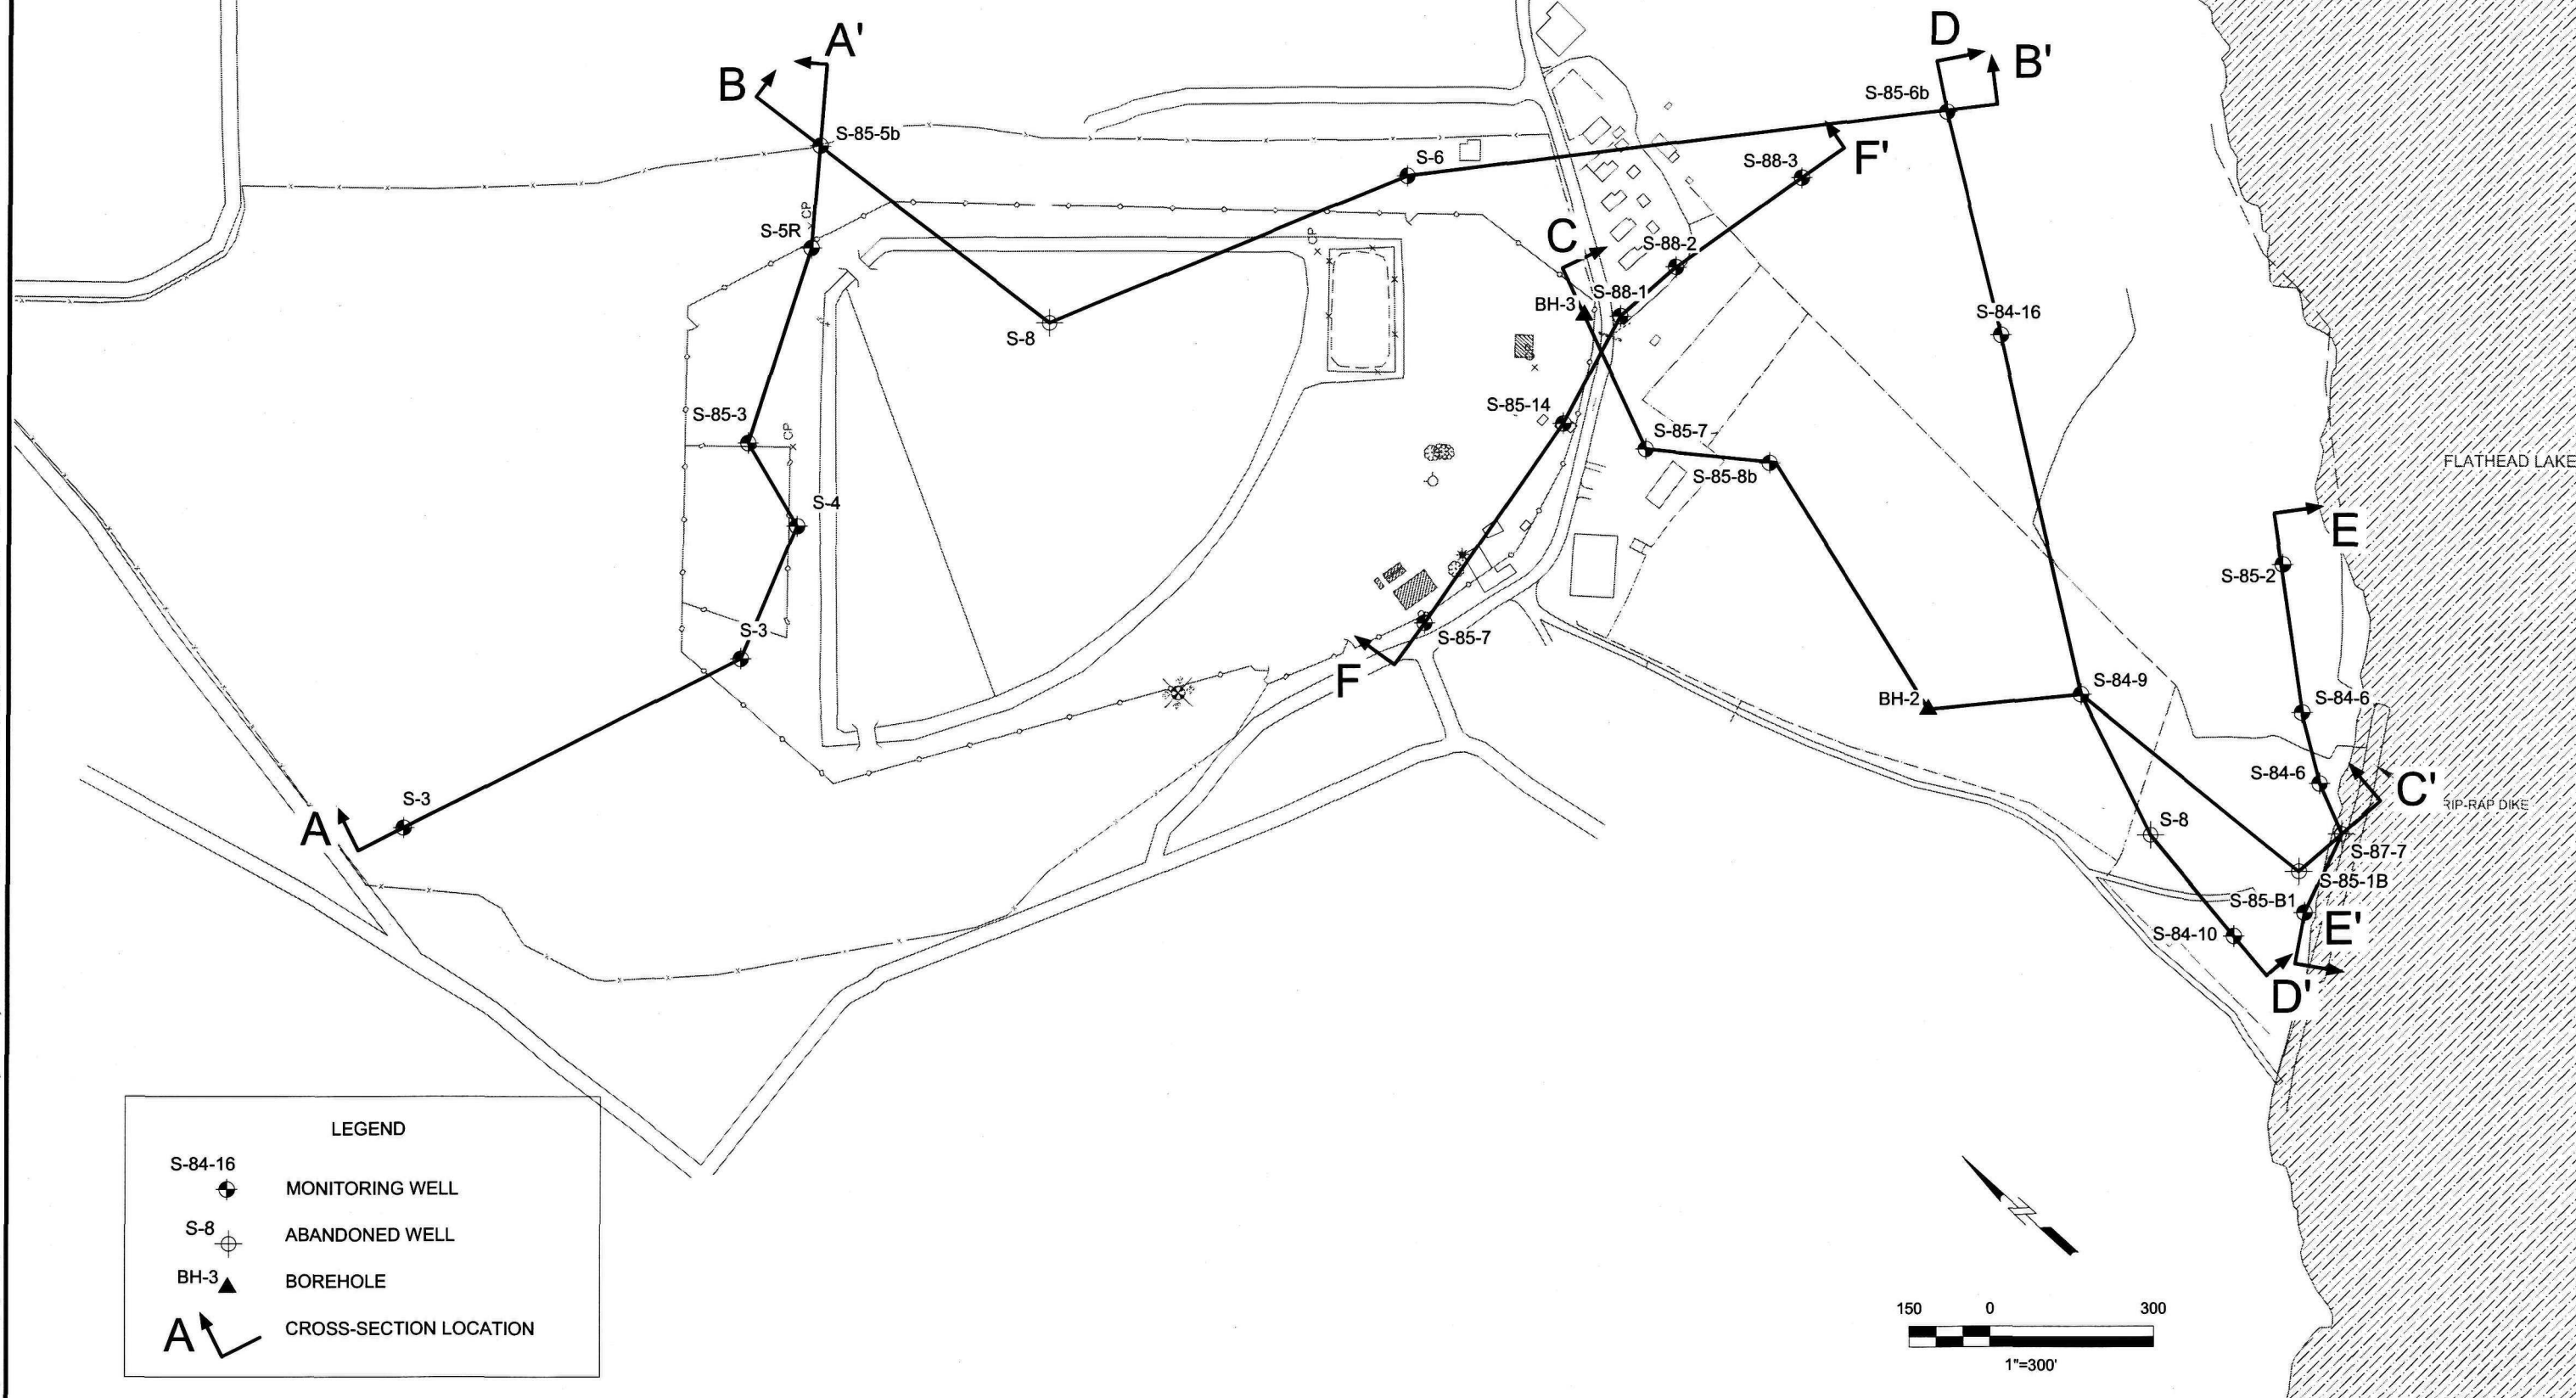 D
A'
B'
B
S-85-6b
S-85-5b
S-6
S-88-3
F'
CP
S-5R
CP
C
S-88-2
S-88-1
BH-3
S-84-16
S-8
S-85-14
S-85-3
CP
S-85-7
S-85-8b
FLATHEAD LAKE
S-4
E
S-85-2
S-3
S-85-7
F
S-84-9
BH-2
S-84-6
S-84-6
C'
RIP-RAP DIKE
S-3
A
S-8
S-87-7
S-85-1B
S-85-B1
E'
S-84-10
D'
LEGEND
S-84-16
MONITORING WELL
S-8
ABANDONED WELL
BH-3
BOREHOLE
A
CROSS-SECTION LOCATION
N
150 0 300
1"=300'